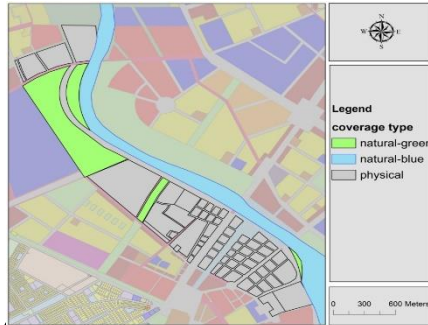 N
W E
S
Legend
coverage type
natural-green
natural-blue
physical
0 300 600 Meters